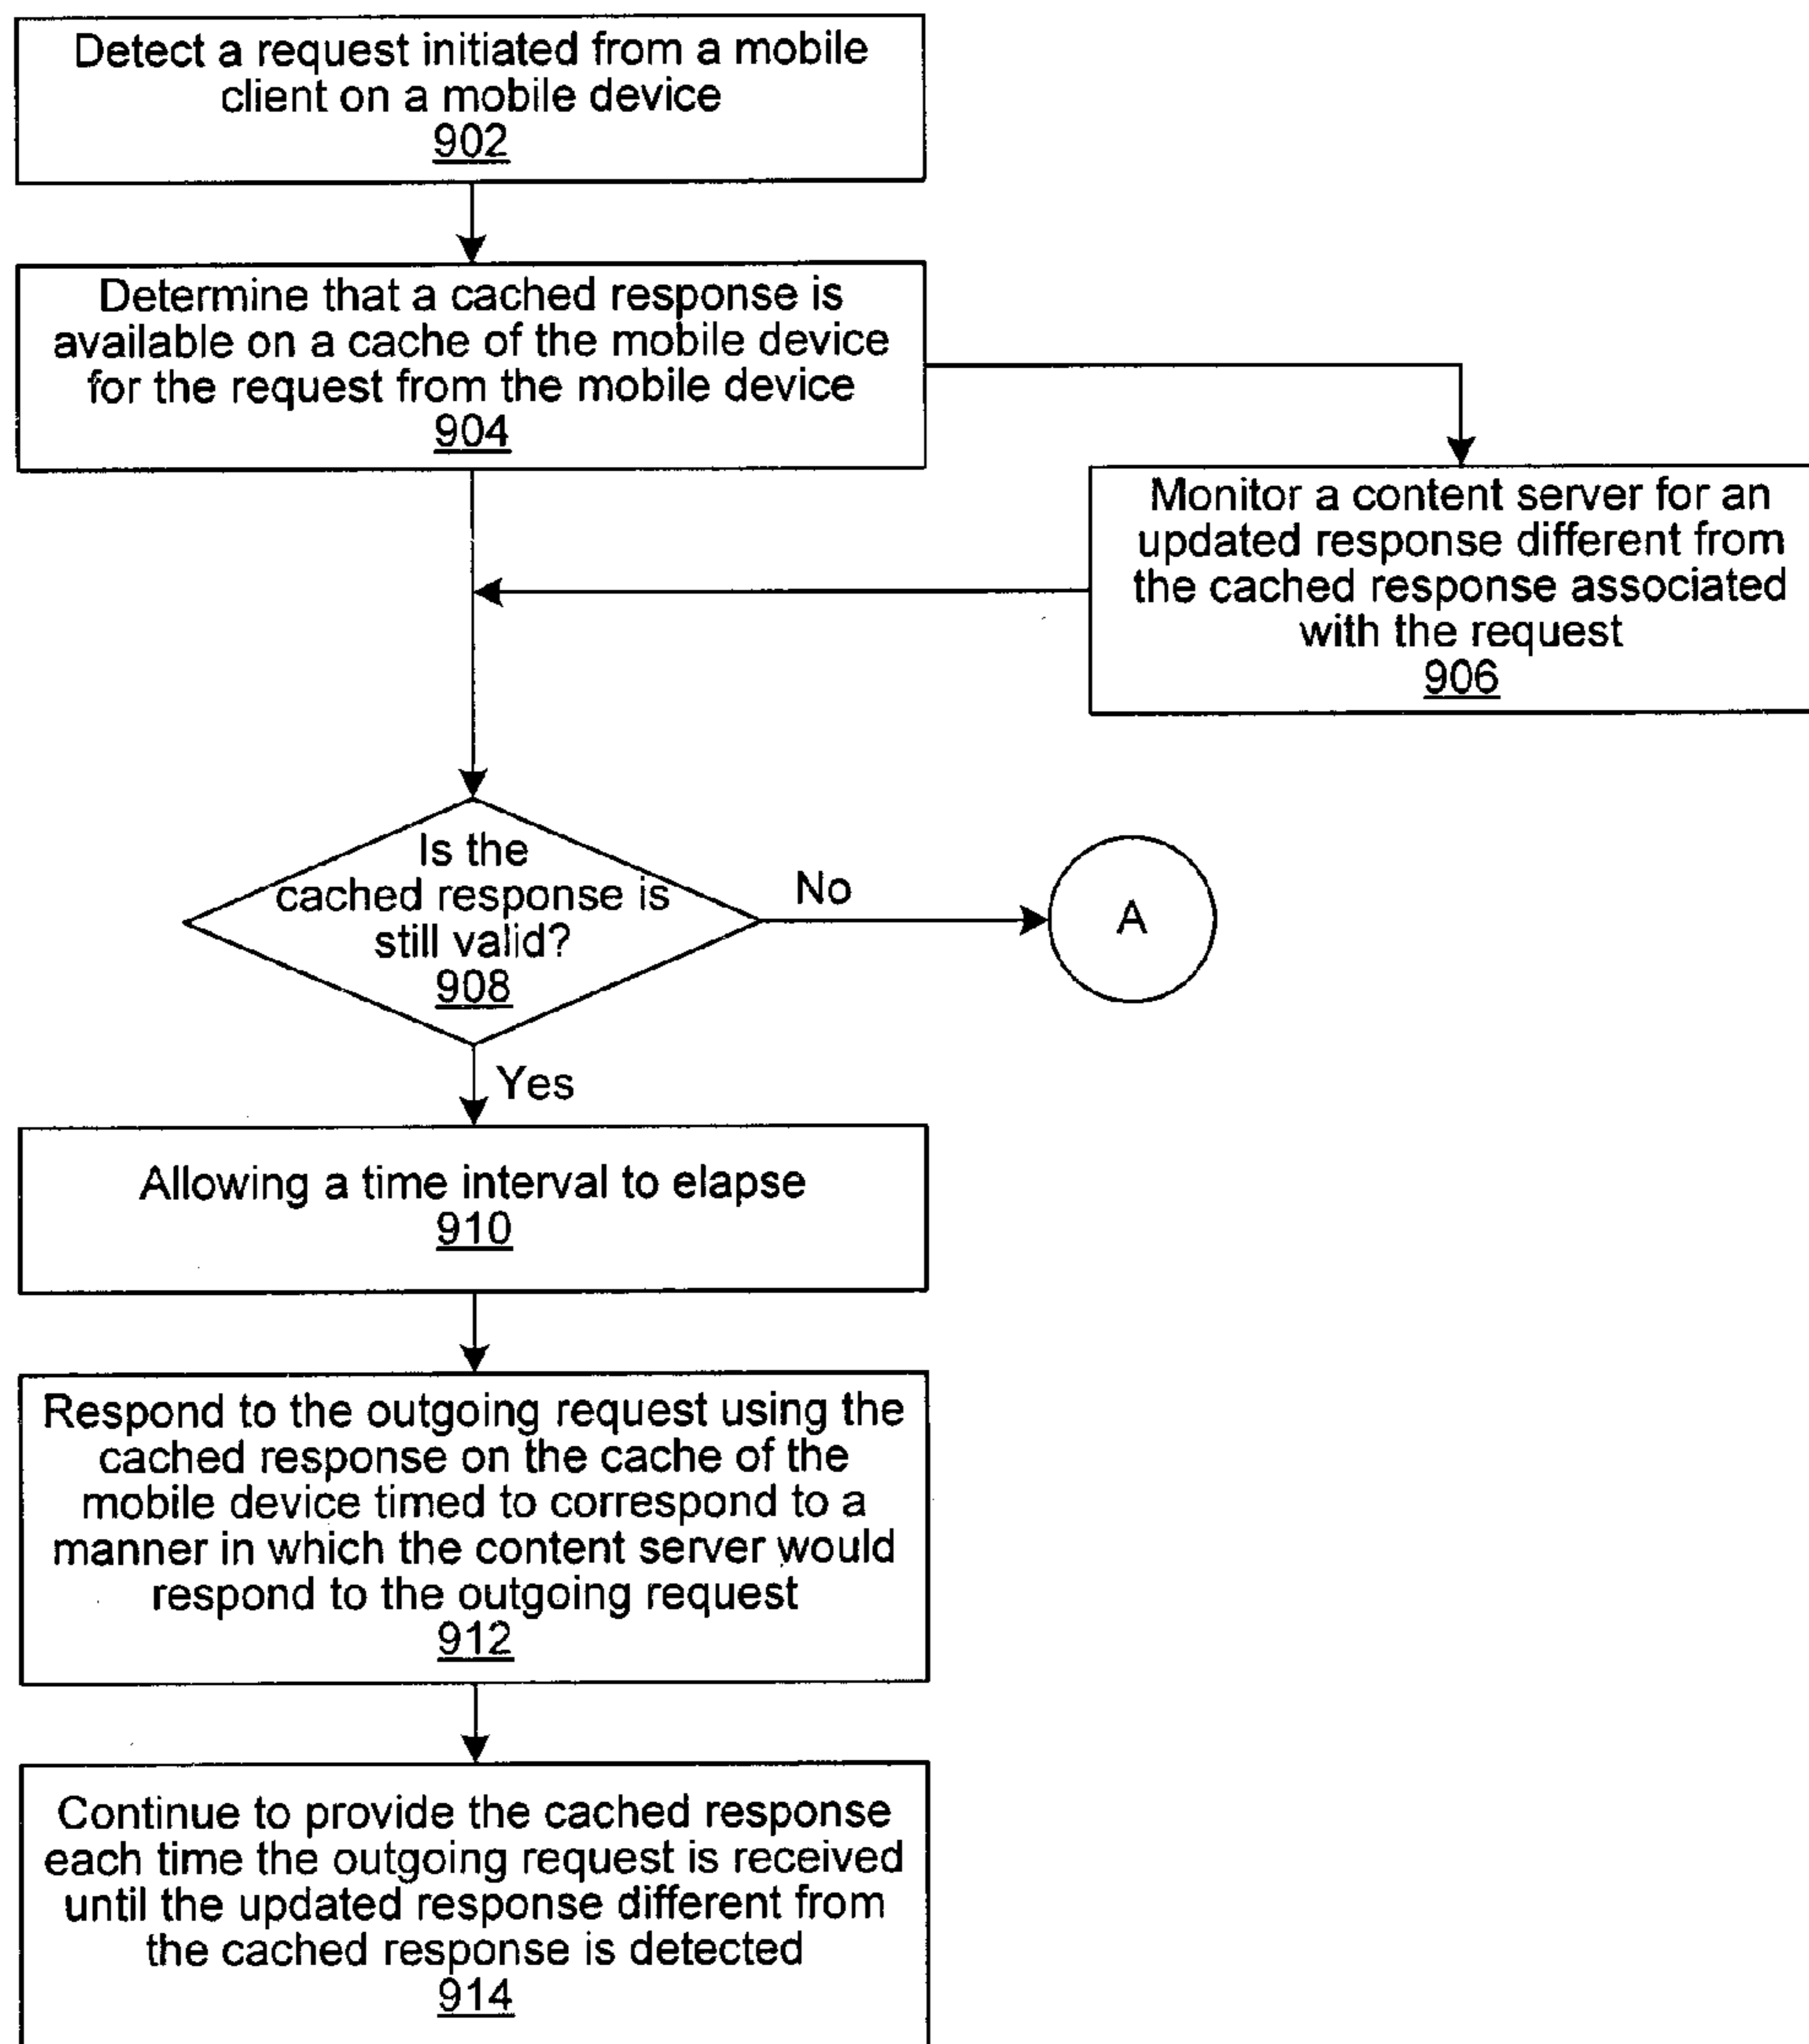 Detect a request initiated from a mobile
client on a mobile device
902
Determine that a cached response is
available on a cache of the mobile device
for the request from the mobile device
904
Monitor a content server for an
updated response different from
the cached response associated
with the request
906
Is the
cached response is
still valid?
908
No
A
Yes
Allowing a time interval to elapse
910
Respond to the outgoing request using the
cached response on the cache of the
mobile device timed to correspond to a
manner in which the content server would
respond to the outgoing request
912
Continue to provide the cached response
each time the outgoing request is received
until the updated response different from
the cached response is detected
914